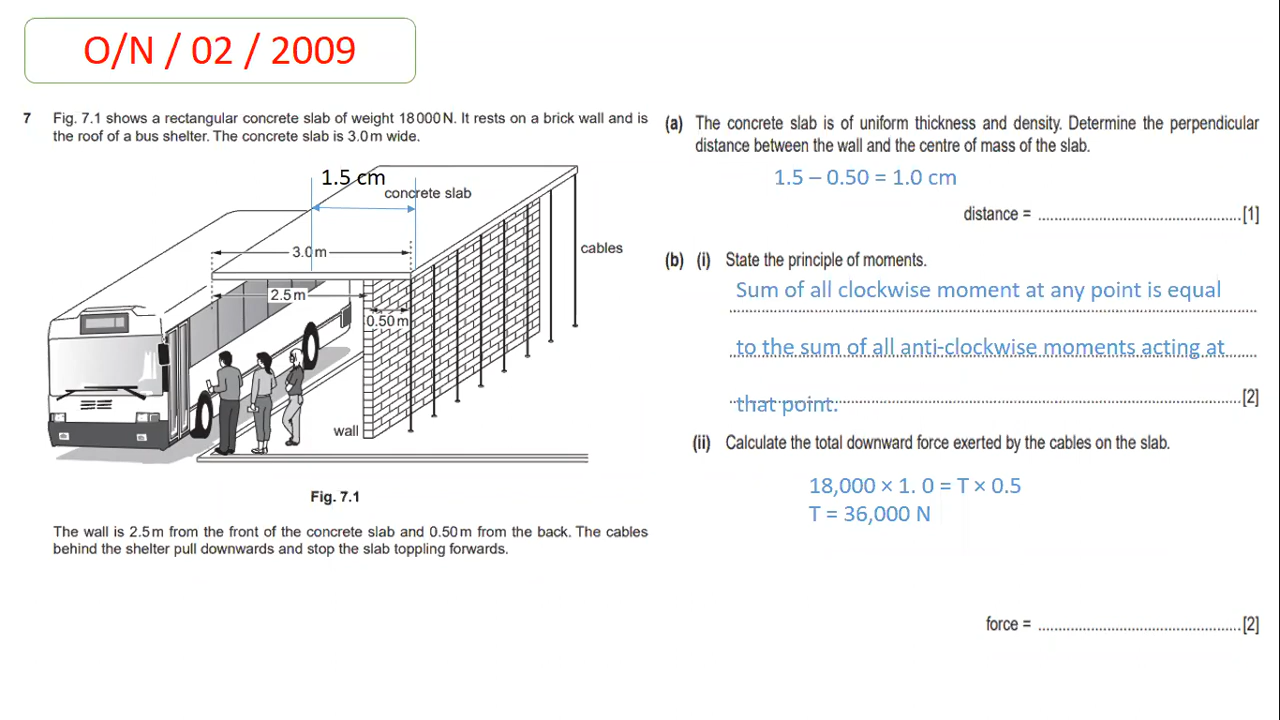 O/N / 02 / 2009
7 Fig. 7.1 shows a rectangular concrete slab of weight 18 000 N. It rests on a brick wall and is
the roof of a bus shelter. The concrete slab is 3.0 m wide.
1.5 cm
concrete slab
3.0 m
cables
2.5 m
0.50 m
wall
Fig. 7.1
The wall is 2.5 m from the front of the concrete slab and 0.50 m from the back. The cables
behind the shelter pull downwards and stop the slab toppling forwards.
(a) The concrete slab is of uniform thickness and density. Determine the perpendicular
distance between the wall and the centre of mass of the slab.
1.5 – 0.50 = 1.0 cm
distance = ................................................[1]
(b) (i) State the principle of moments.
Sum of all clockwise moment at any point is equal
to the sum of all anti-clockwise moments acting at
that point. [2]
(ii) Calculate the total downward force exerted by the cables on the slab.
18,000 × 1. 0 = T × 0.5
T = 36,000 N
force = ................................................[2]